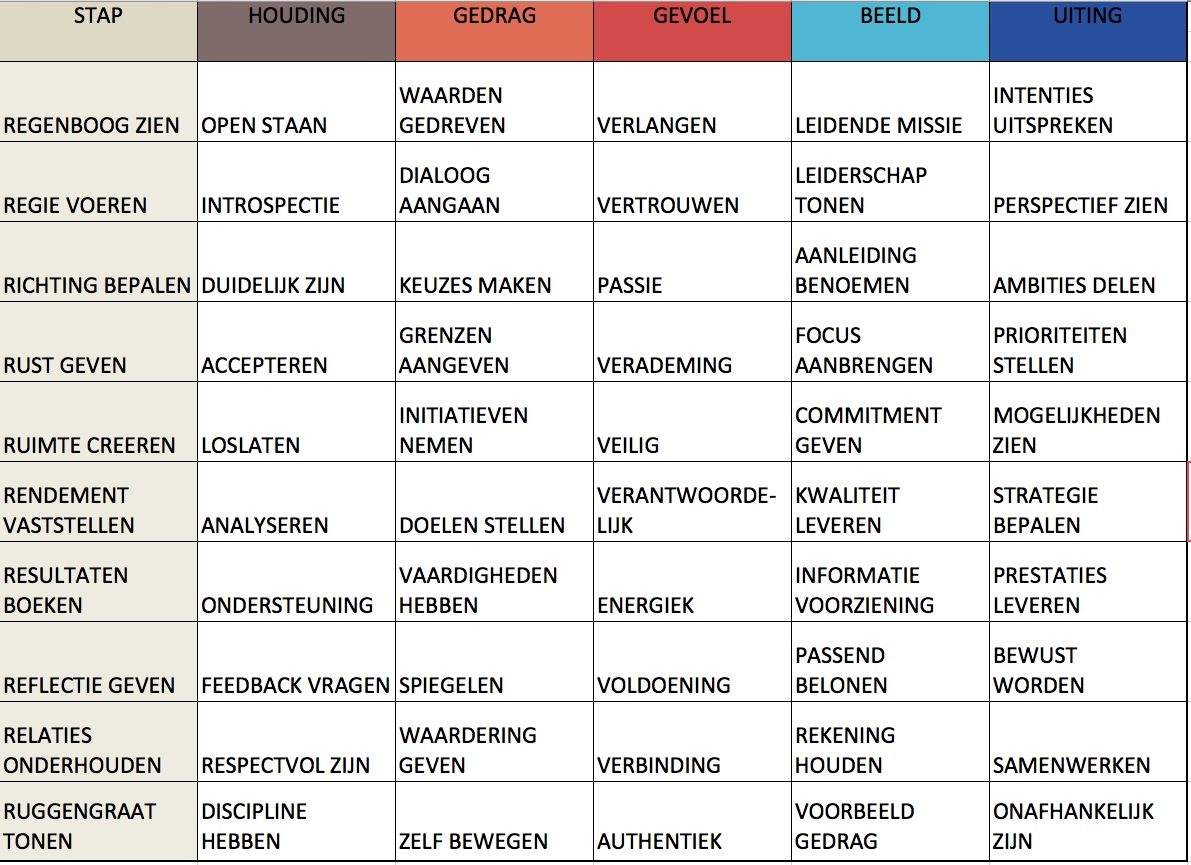 STAP HOUDING GEDRAG GEVOEL BEELD UITING
REGENBOOG ZIEN OPEN STAAN WAARDEN GEDREVEN VERLANGEN LEIDENDE MISSIE INTENTIES UITSPREKEN
REGIE VOEREN INTROSPECTIE DIALOOG AANGAAN VERTROUWEN LEIDERSCHAP TONEN PERSPECTIEF ZIEN
RICHTING BEPALEN DUIDELIJK ZIJN KEUZES MAKEN PASSIE AANLEIDING BENOEMEN AMBITIES DELEN
RUST GEVEN ACCEPTEREN GRENZEN AANGEVEN VERADEMING FOCUS AANBRENGEN PRIORITEITEN STELLEN
RUIMTE CREEREN LOSLATEN INITIATIEVEN NEMEN VEILIG COMMITMENT GEVEN MOGELIJKHEDEN ZIEN
RENDEMENT VASTSTELLEN ANALYSEREN DOELEN STELLEN VERANTWOORDE-LIJK KWALITEIT LEVEREN STRATEGIE BEPALEN
RESULTATEN BOEKEN ONDERSTEUNING VAARDIGHEDEN HEBBEN ENERGIEK INFORMATIE VOORZIENING PRESTATIES LEVEREN
REFLECTIE GEVEN FEEDBACK VRAGEN SPIEGELEN VOLDOENING PASSEND BELONEN BEWUST WORDEN
RELATIES ONDERHOUDEN RESPECTVOL ZIJN WAARDERING GEVEN VERBINDING REKENING HOUDEN SAMENWERKEN
RUGGENGRAAT TONEN DISCIPLINE HEBBEN ZELF BEWEGEN AUTHENTIEK VOORBEELD GEDRAG ONAFHANKELIJK ZIJN